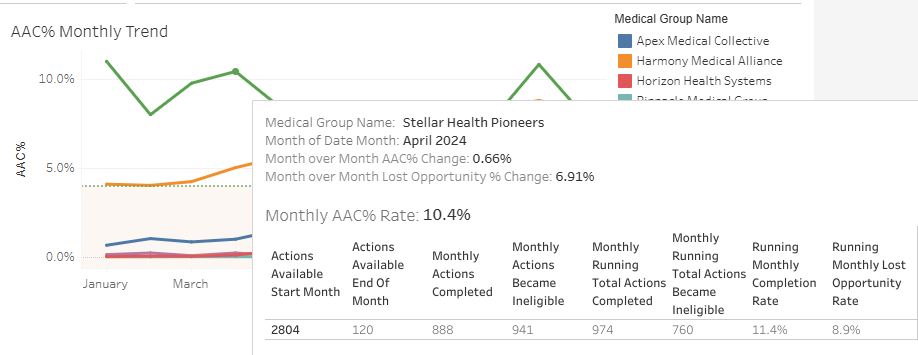 AAC% Monthly Trend
Medical Group Name
Apex Medical Collective
Harmony Medical Alliance
Horizon Health Systems
Pinnacle Medical Group
10.0%
5.0%
0.0%
AAC%
January
March
Medical Group Name: Stellar Health Pioneers
Month of Date Month: April 2024
Month over Month AAC% Change: 0.66%
Month over Month Lost Opportunity % Change: 6.91%
Monthly AAC% Rate: 10.4%
Actions Available Start Month
Actions Available End Of Month
Monthly Actions Completed
Monthly Actions Became Ineligible
Monthly Running Total Actions Completed
Monthly Running Total Actions Became Ineligible
Running Monthly Completion Rate
Running Monthly Lost Opportunity Rate
2804 120 888 941 974 760 11.4% 8.9%